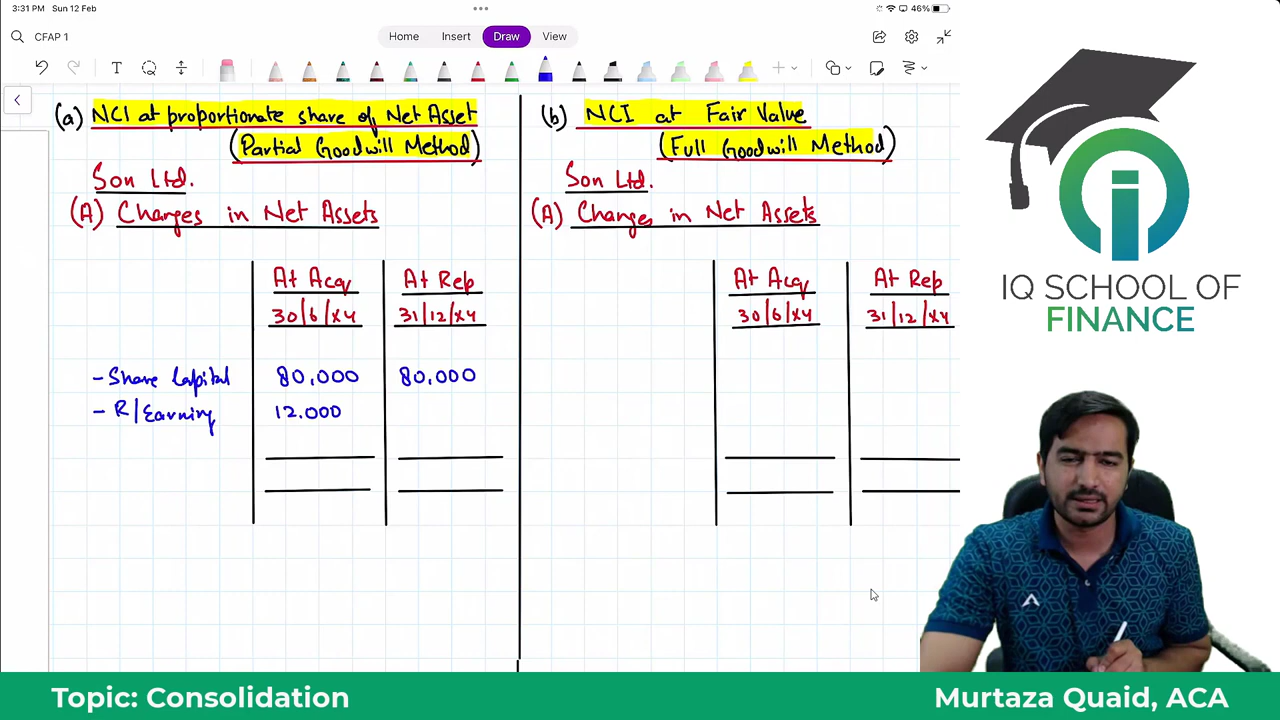 3:31 PM Sun 12 Feb
46%
CFAP 1
Home Insert Draw View
(a) NCI at proportionate share of Net Asset
(Partial Goodwill Method)
Son Ltd.
(A) Changes in Net Assets
At Acq At Rep
30/6/x4 31/12/x4
- Share Capital 80,000 80,000
- R/Earning 12.000
(b) NCI at Fair Value
(Full Goodwill Method)
Son Ltd.
(A) Changes in Net Assets
At Acq At Rep
30/6/x4 31/12/x4
IQ SCHOOL OF
FINANCE
Topic: Consolidation
Murtaza Quaid, ACA